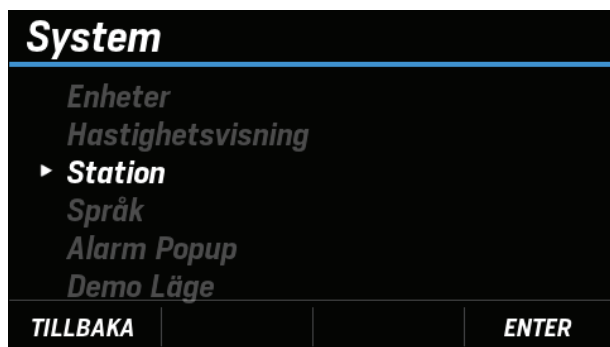 System
Enheter
Hastighetsvisning
Station
Språk
Alarm Popup
Demo Läge
TILLBAKA
ENTER